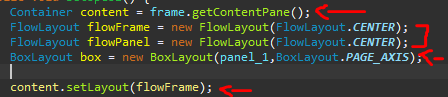 Container content = frame.getContentPane();
FlowLayout flowFrame = new FlowLayout(FlowLayout.CENTER);
FlowLayout flowPanel = new FlowLayout(FlowLayout.CENTER);
BoxLayout box = new BoxLayout(panel_1,BoxLayout.PAGE_AXIS);
content.setLayout(flowFrame);